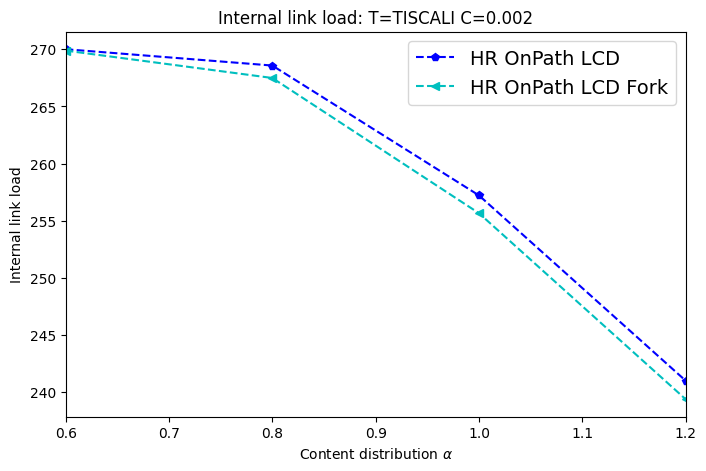 Internal link load: T=TISCALI C=0.002
HR OnPath LCD
HR OnPath LCD Fork
Internal link load
270
265
260
255
250
245
240
0.6 0.7 0.8 0.9 1.0 1.1 1.2
Content distribution α